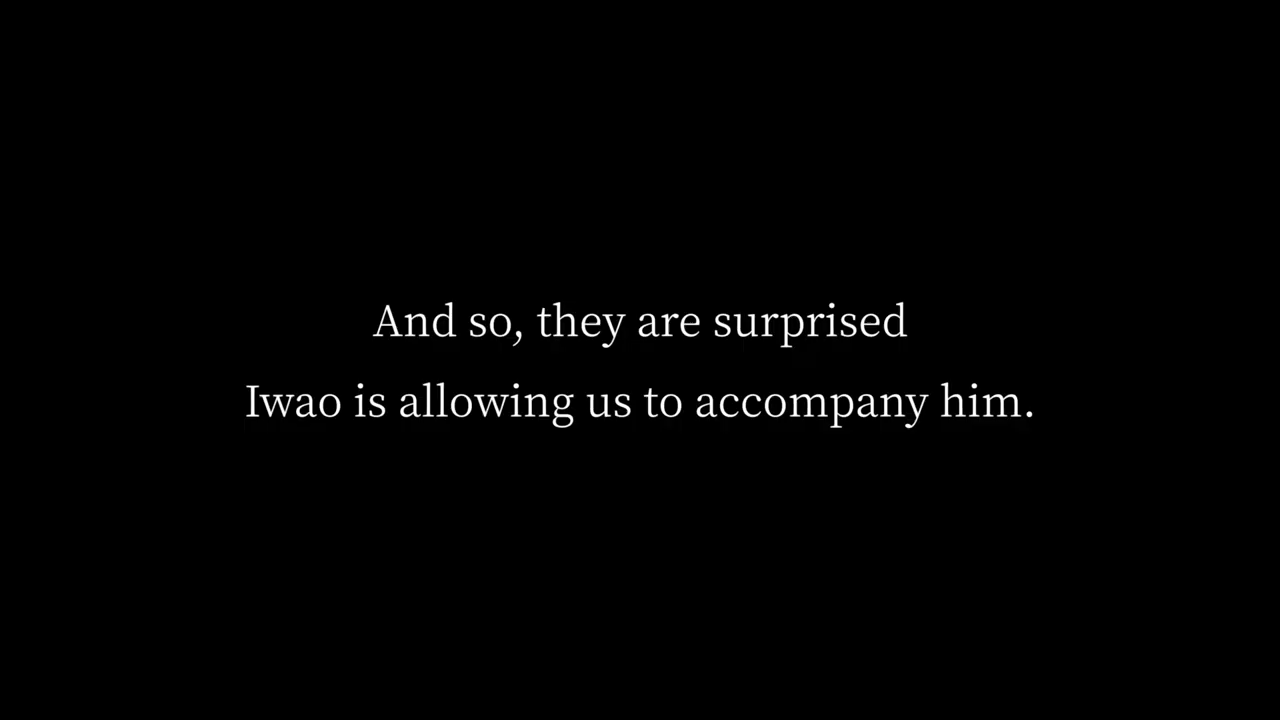 And so, they are surprised
Iwao is allowing us to accompany him.